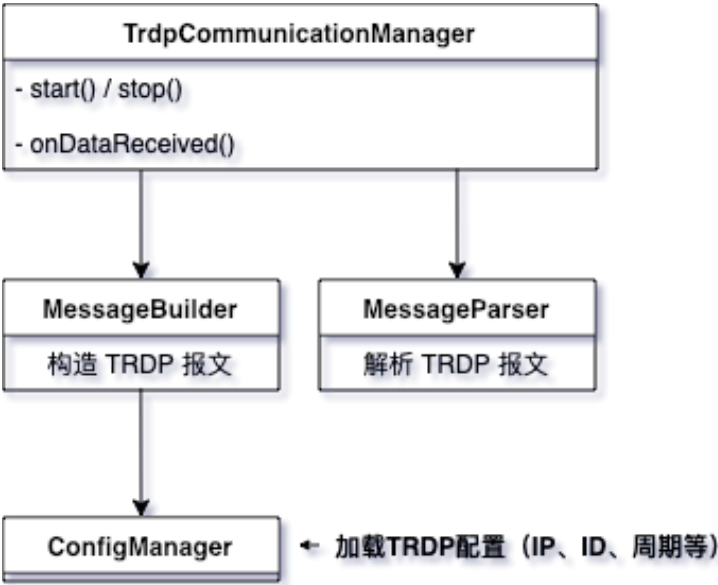 TrdpCommunicationManager
- start() / stop()
- onDataReceived()
MessageBuilder
构造 TRDP 报文
MessageParser
解析 TRDP 报文
ConfigManager
← 加载TRDP配置（IP、ID、周期等）